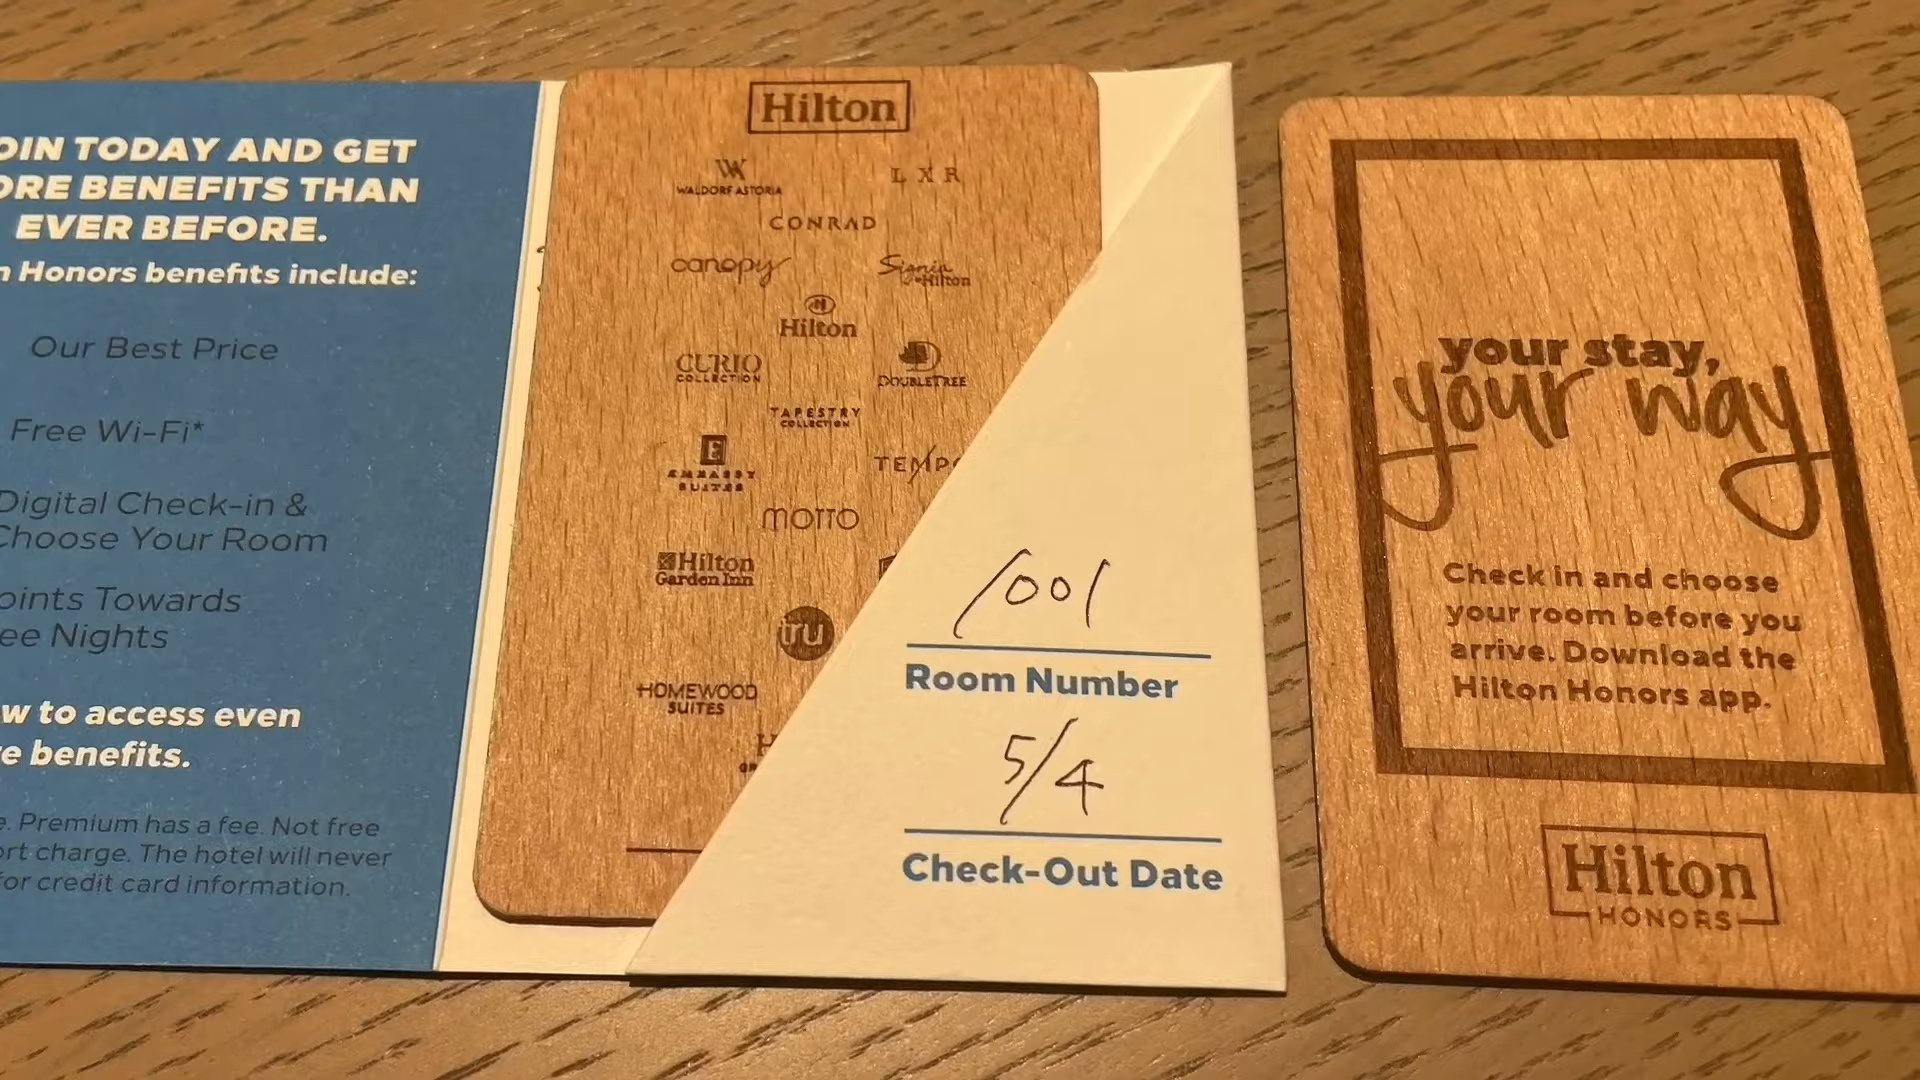 OIN TODAY AND GET
ORE BENEFITS THAN
EVER BEFORE.
n Honors benefits include:
Our Best Price
Free Wi-Fi*
Digital Check-in &
Choose Your Room
oints Towards
ee Nights
w to access even
e benefits.
e. Premium has a fee. Not free
ort charge. The hotel will never
for credit card information.
Hilton
WALDORF ASTORIA
LXR
CONRAD
canopy
Signia
by Hilton
Hilton
CURIO
COLLECTION
DOUBLETREE
TAPESTRY
COLLECTION
E
EMBASSY
SUITES
TEMPO
MOTTO
Hilton
Garden Inn
tru
HOMEWOOD
SUITES
H
GR
1001
Room Number
5/4
Check-Out Date
your stay,
your way
Check in and choose
your room before you
arrive. Download the
Hilton Honors app.
Hilton
HONORS